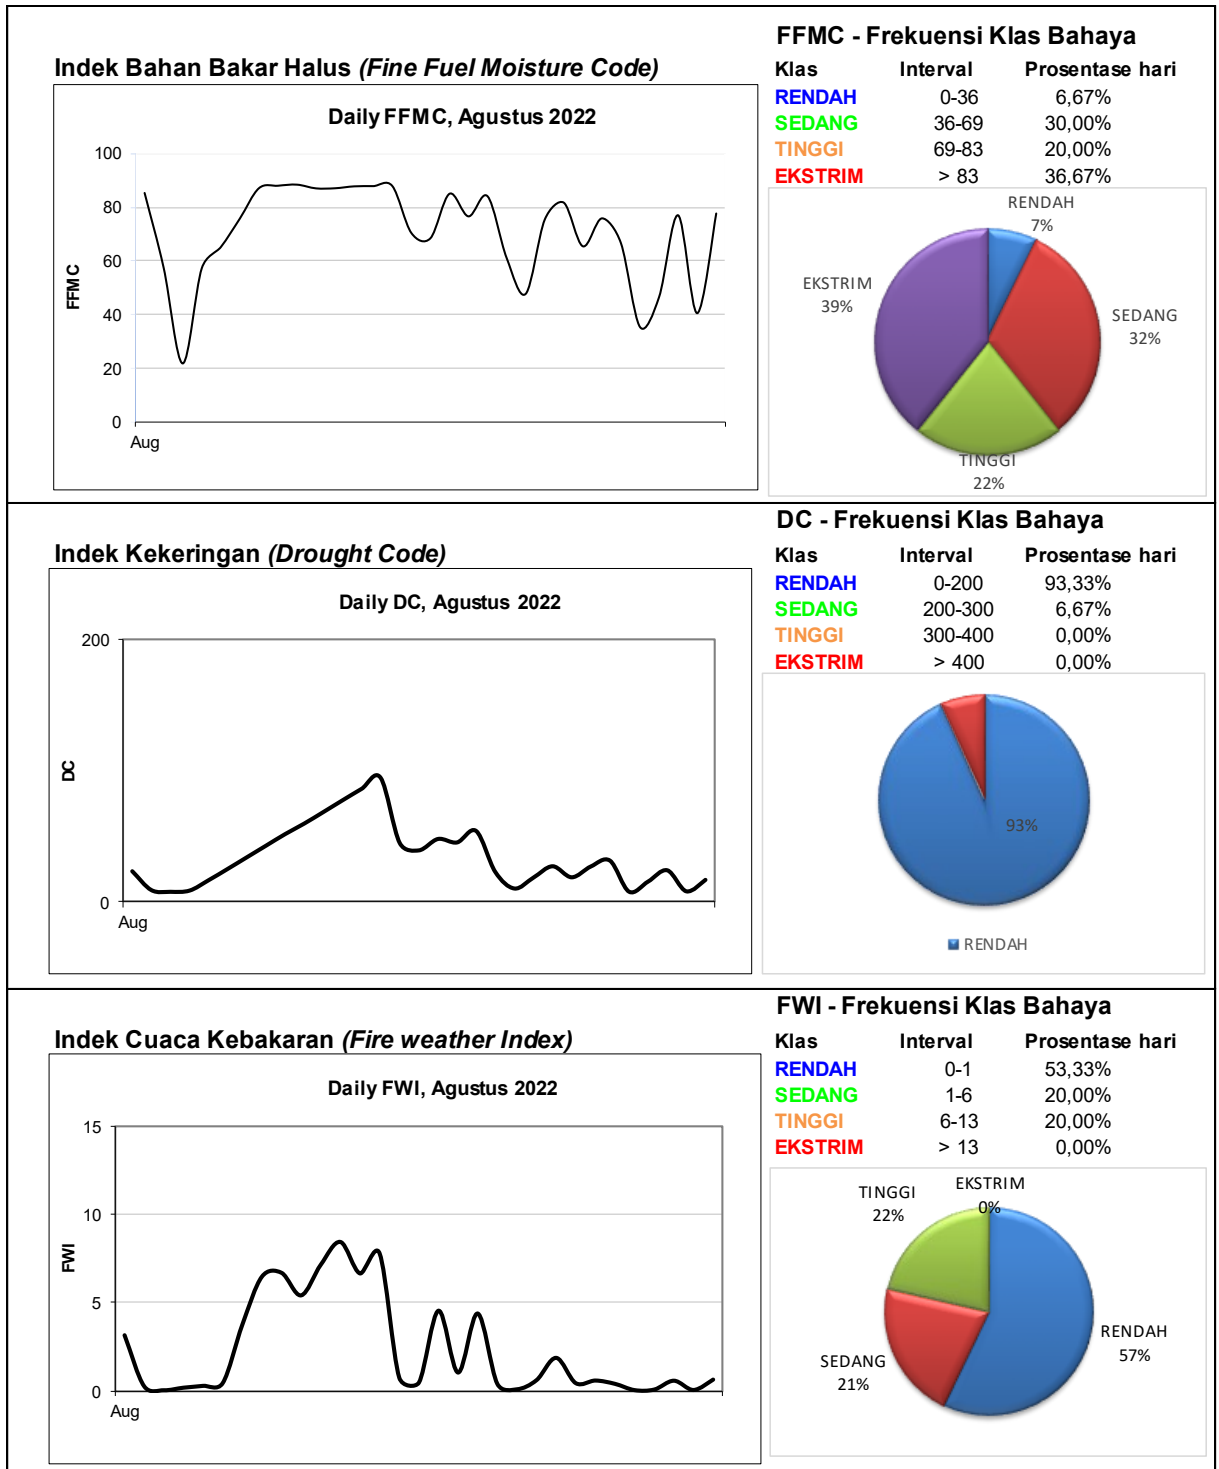 Indek Bahan Bakar Halus (Fine Fuel Moisture Code)
Daily FFMC, Agustus 2022
100
80
60
40
20
0
FFMC
Aug
FFMC - Frekuensi Klas Bahaya
Klas Interval Prosentase hari
RENDAH 0-36 6,67%
SEDANG 36-69 30,00%
TINGGI 69-83 20,00%
EKSTRIM > 83 36,67%
RENDAH
7%
EKSTRIM
39%
SEDANG
32%
TINGGI
22%
Indek Kekeringan (Drought Code)
Daily DC, Agustus 2022
200
DC
0
Aug
DC - Frekuensi Klas Bahaya
Klas Interval Prosentase hari
RENDAH 0-200 93,33%
SEDANG 200-300 6,67%
TINGGI 300-400 0,00%
EKSTRIM > 400 0,00%
93%
RENDAH
Indek Cuaca Kebakaran (Fire weather Index)
Daily FWI, Agustus 2022
15
10
5
0
FWI
Aug
FWI - Frekuensi Klas Bahaya
Klas Interval Prosentase hari
RENDAH 0-1 53,33%
SEDANG 1-6 20,00%
TINGGI 6-13 20,00%
EKSTRIM > 13 0,00%
EKSTRIM
0%
TINGGI
22%
RENDAH
57%
SEDANG
21%